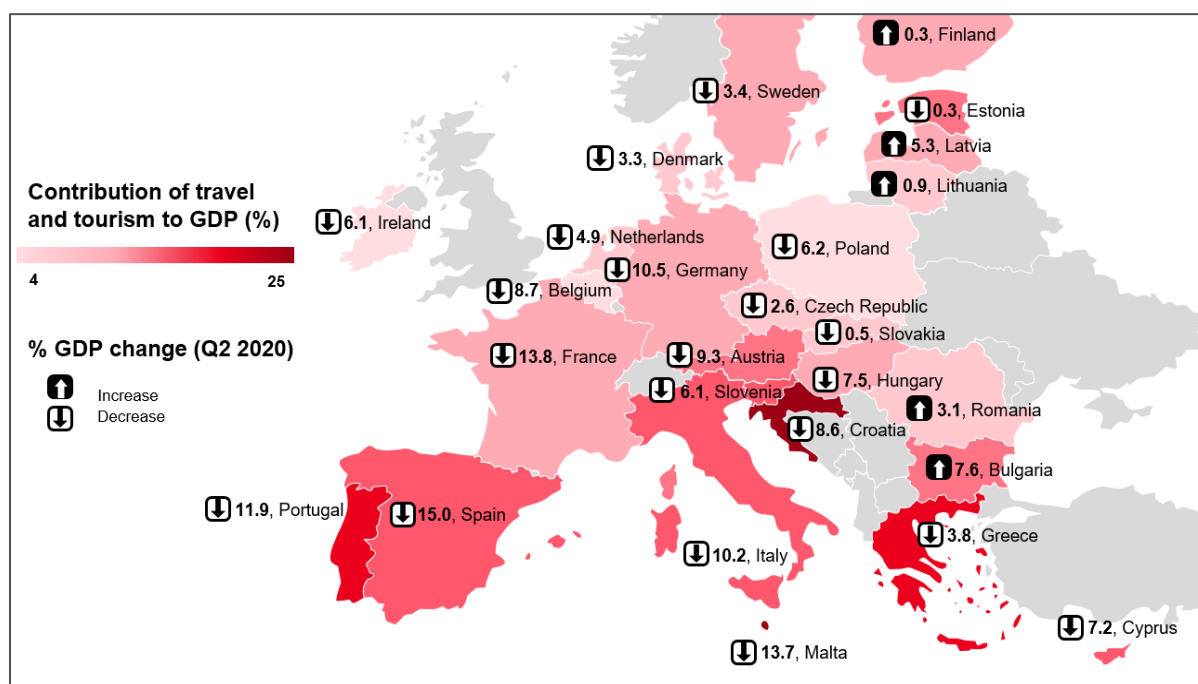 0.3, Finland
3.4, Sweden
0.3, Estonia
5.3, Latvia
3.3, Denmark
0.9, Lithuania
Contribution of travel
and tourism to GDP (%)
4
25
6.1, Ireland
4.9, Netherlands
6.2, Poland
10.5, Germany
8.7, Belgium
2.6, Czech Republic
0.5, Slovakia
% GDP change (Q2 2020)
Increase
Decrease
13.8, France
9.3, Austria
7.5, Hungary
6.1, Slovenia
3.1, Romania
8.6, Croatia
7.6, Bulgaria
11.9, Portugal
15.0, Spain
3.8, Greece
10.2, Italy
7.2, Cyprus
13.7, Malta